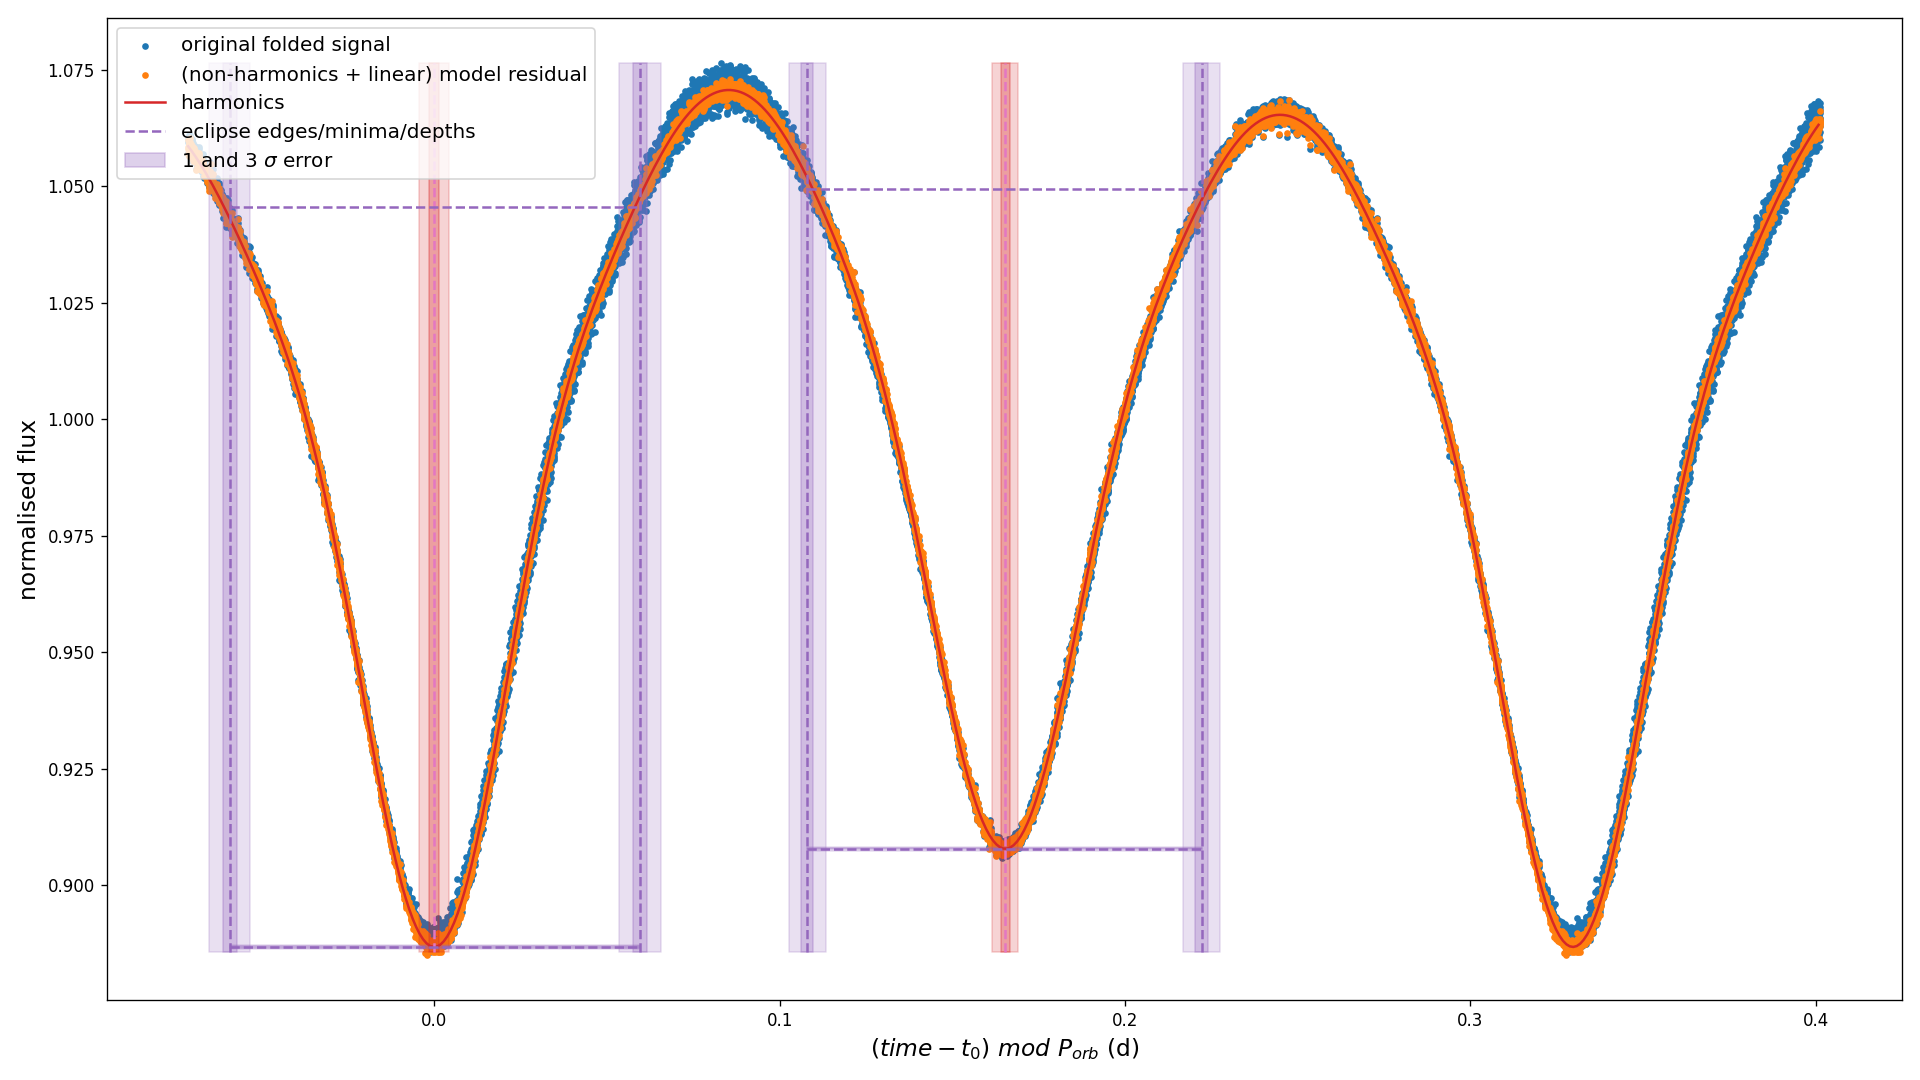 original folded signal
(non-harmonics + linear) model residual
harmonics
eclipse edges/minima/depths
1 and 3 σ error
1.075
1.050
1.025
1.000
0.975
0.950
0.925
0.900
normalised flux
0.0
0.1
0.2
0.3
0.4
(time − t₀) mod Pₒᵣb (d)